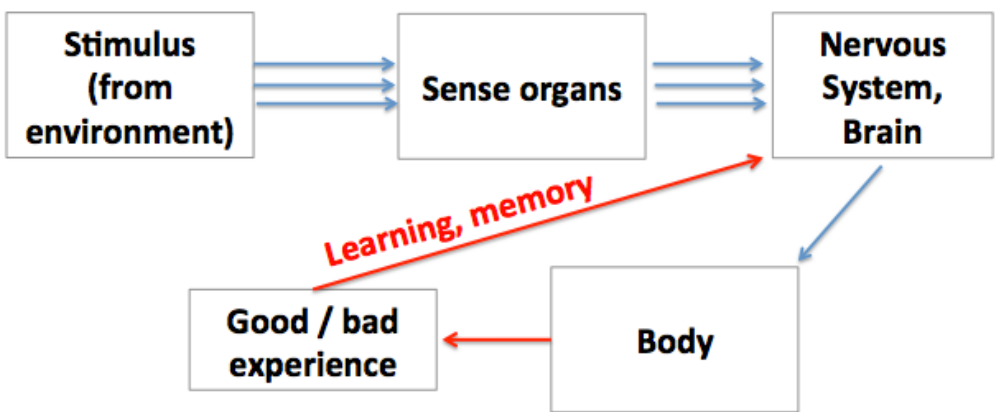 Stimulus
(from
environment)
Sense organs
Nervous
System,
Brain
Learning, memory
Good / bad
experience
Body